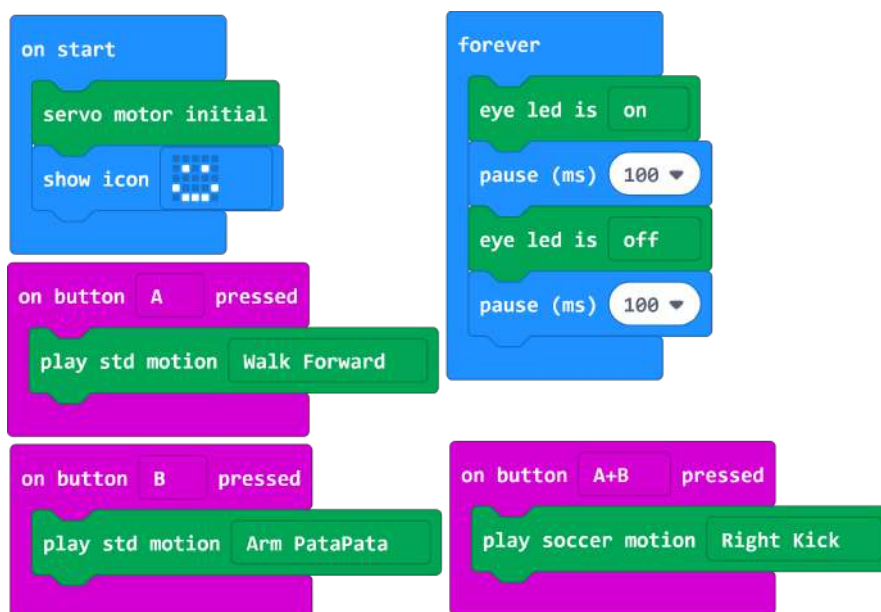 on start
servo motor initial
show icon
forever
eye led is on
pause (ms) 100
eye led is off
pause (ms) 100
on button A pressed
play std motion Walk Forward
on button B pressed
play std motion Arm PataPata
on button A+B pressed
play soccer motion Right Kick